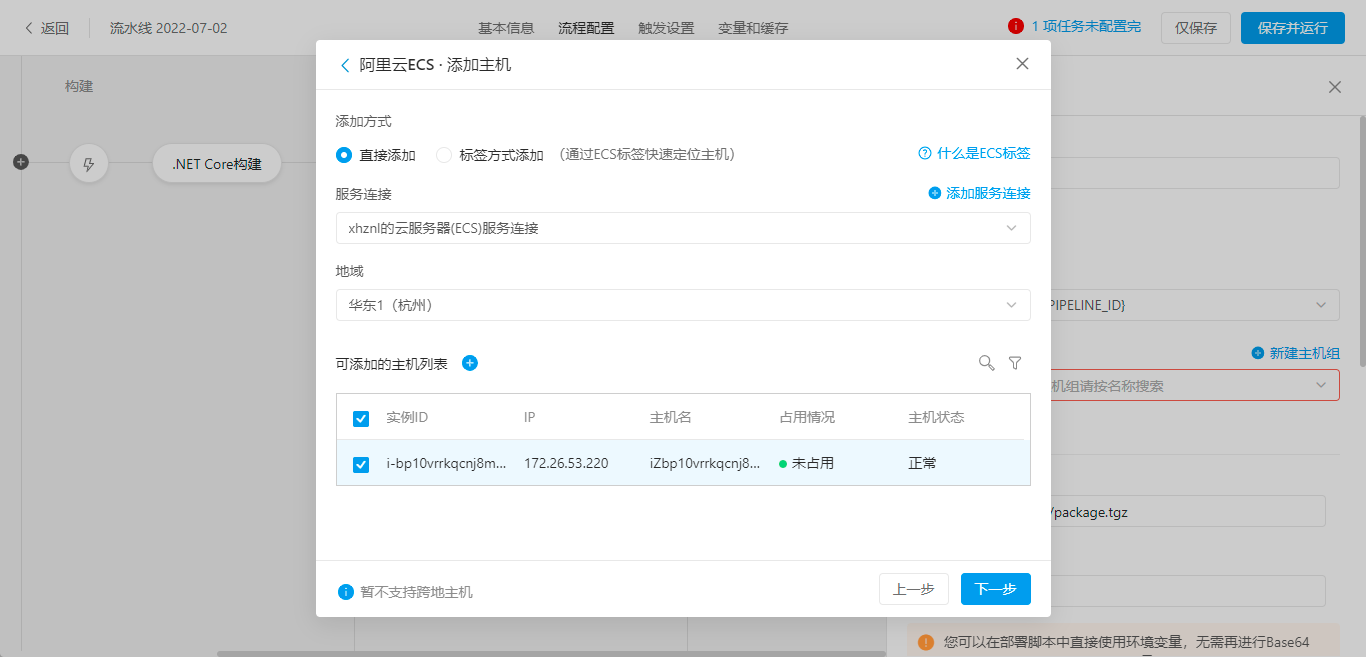 返回
流水线 2022-07-02
基本信息 流程配置 触发设置 变量和缓存
1 项任务未配置完
仅保存
保存并运行
构建
.NET Core构建
阿里云ECS · 添加主机
添加方式
直接添加 标签方式添加 (通过ECS标签快速定位主机)
什么是ECS标签
服务连接
添加服务连接
xhznl的云服务器(ECS)服务连接
地域
华东1（杭州）
可添加的主机列表
实例ID IP 主机名 占用情况 主机状态
i-bp10vrrkqcnj8m... 172.26.53.220 iZbp10vrrkqcnj8... 未占用 正常
暂不支持跨地主机
上一步
下一步
PIPELINE_ID}
新建主机组
机组请按名称搜索
/package.tgz
您可以在部署脚本中直接使用环境变量，无需再进行Base64